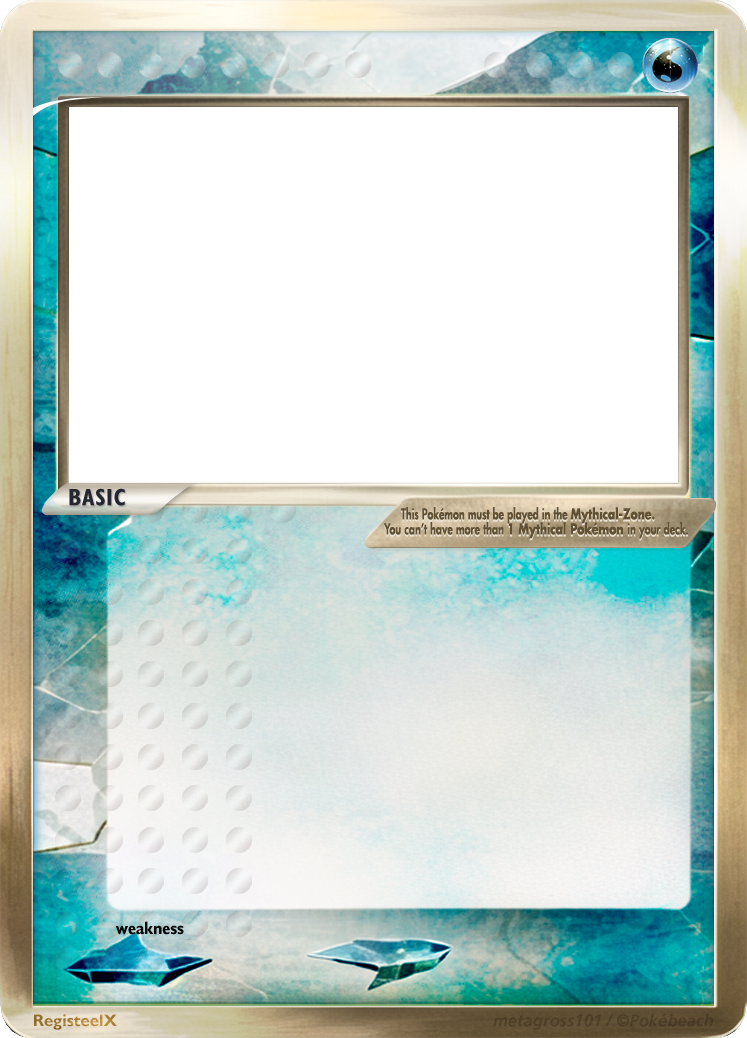 BASIC
This Pokémon must be played in the Mythical-Zone.
You can't have more than 1 Mythical Pokémon in your deck.
weakness
RegisteelX
metagross101 / ©Pokébeach